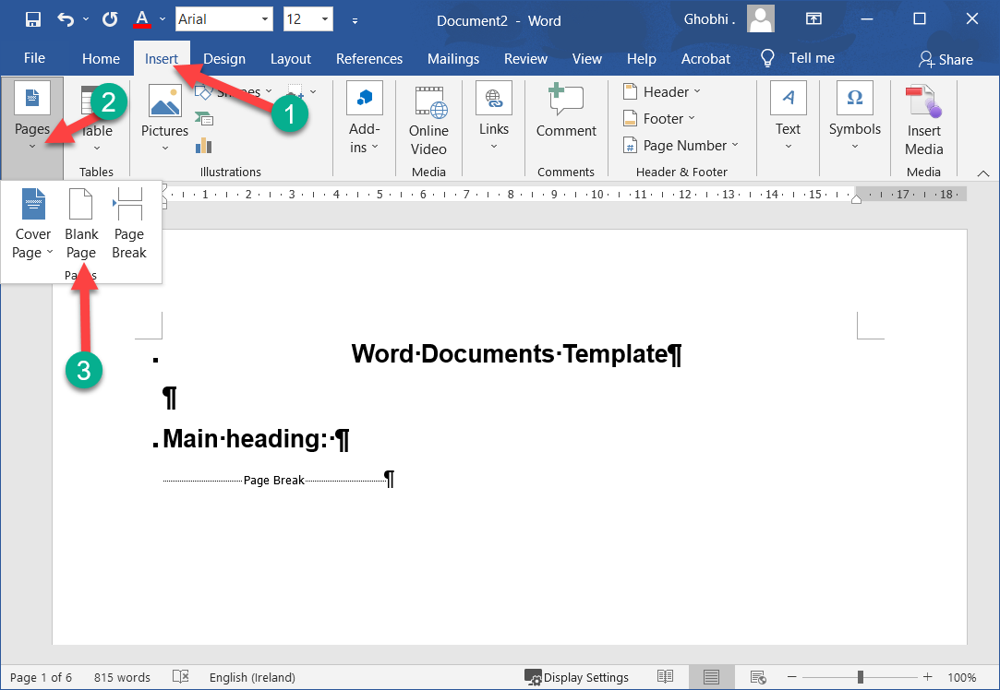 A Arial 12 Document2 - Word Ghobhi .
File Home Insert Design Layout References Mailings Review View Help Acrobat Tell me Share
Pages
Table
Tables
Pictures
Shapes
Illustrations
Add-
ins
Online
Video
Media
Links
Comment
Comments
Header
Footer
# Page Number
Header & Footer
A
Text
Ω
Symbols
Insert
Media
Media
1
2
3
Cover
Page
Blank
Page
Page
Break
Pages
1 2 3 4 5 6 7 8 9 10 11 12 13 14 15 17 18
Word·Documents·Template¶
¶
Main·heading:·¶
Page Break¶
Page 1 of 6 815 words English (Ireland) Display Settings 100%